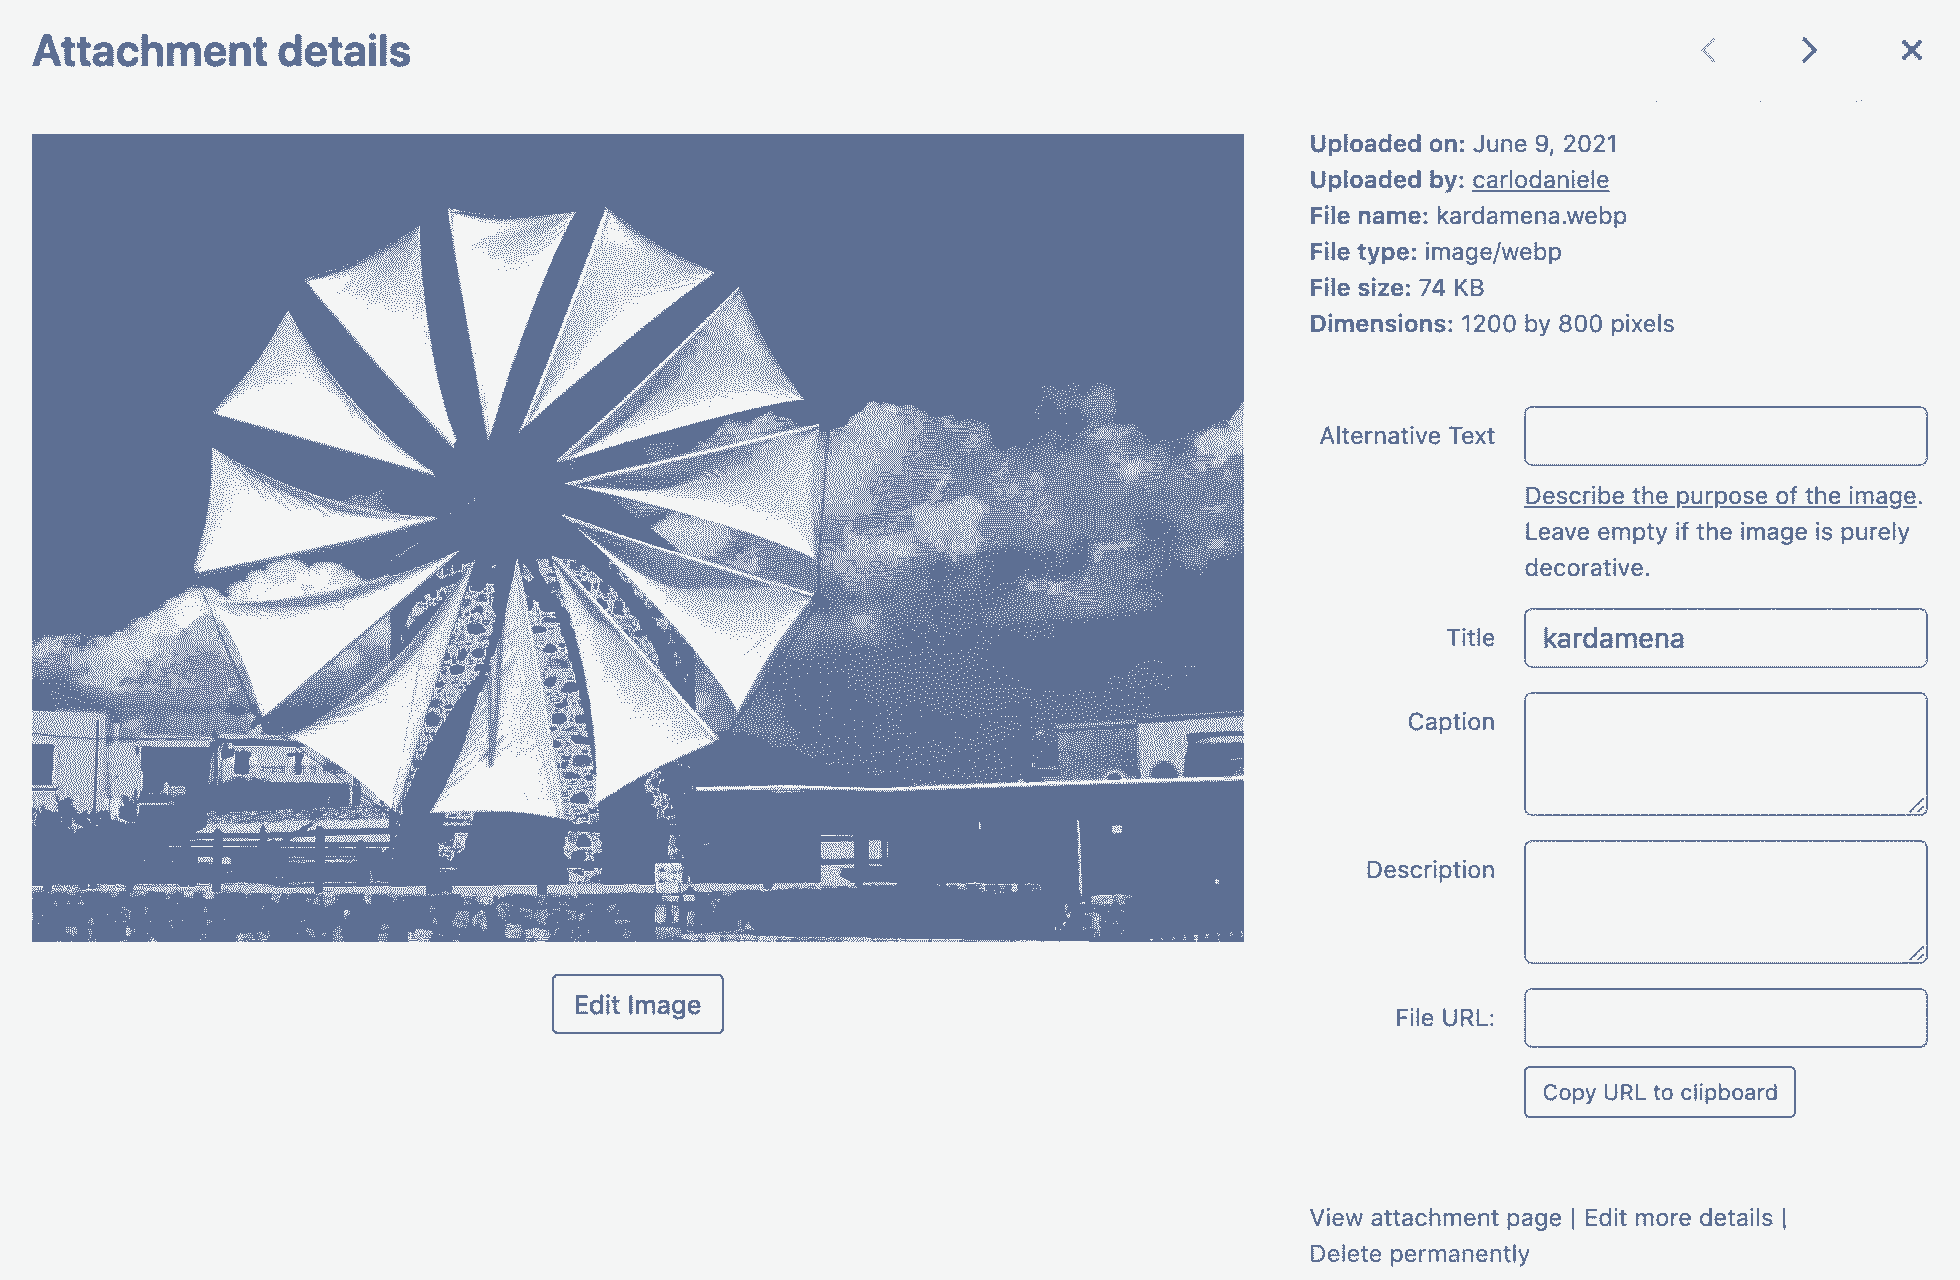 Attachment details
Uploaded on: June 9, 2021
Uploaded by: carlodaniele
File name: kardamena.webp
File type: image/webp
File size: 74 KB
Dimensions: 1200 by 800 pixels
Alternative Text
Describe the purpose of the image.
Leave empty if the image is purely
decorative.
Title
kardamena
Caption
Description
File URL:
Copy URL to clipboard
Edit Image
View attachment page | Edit more details |
Delete permanently